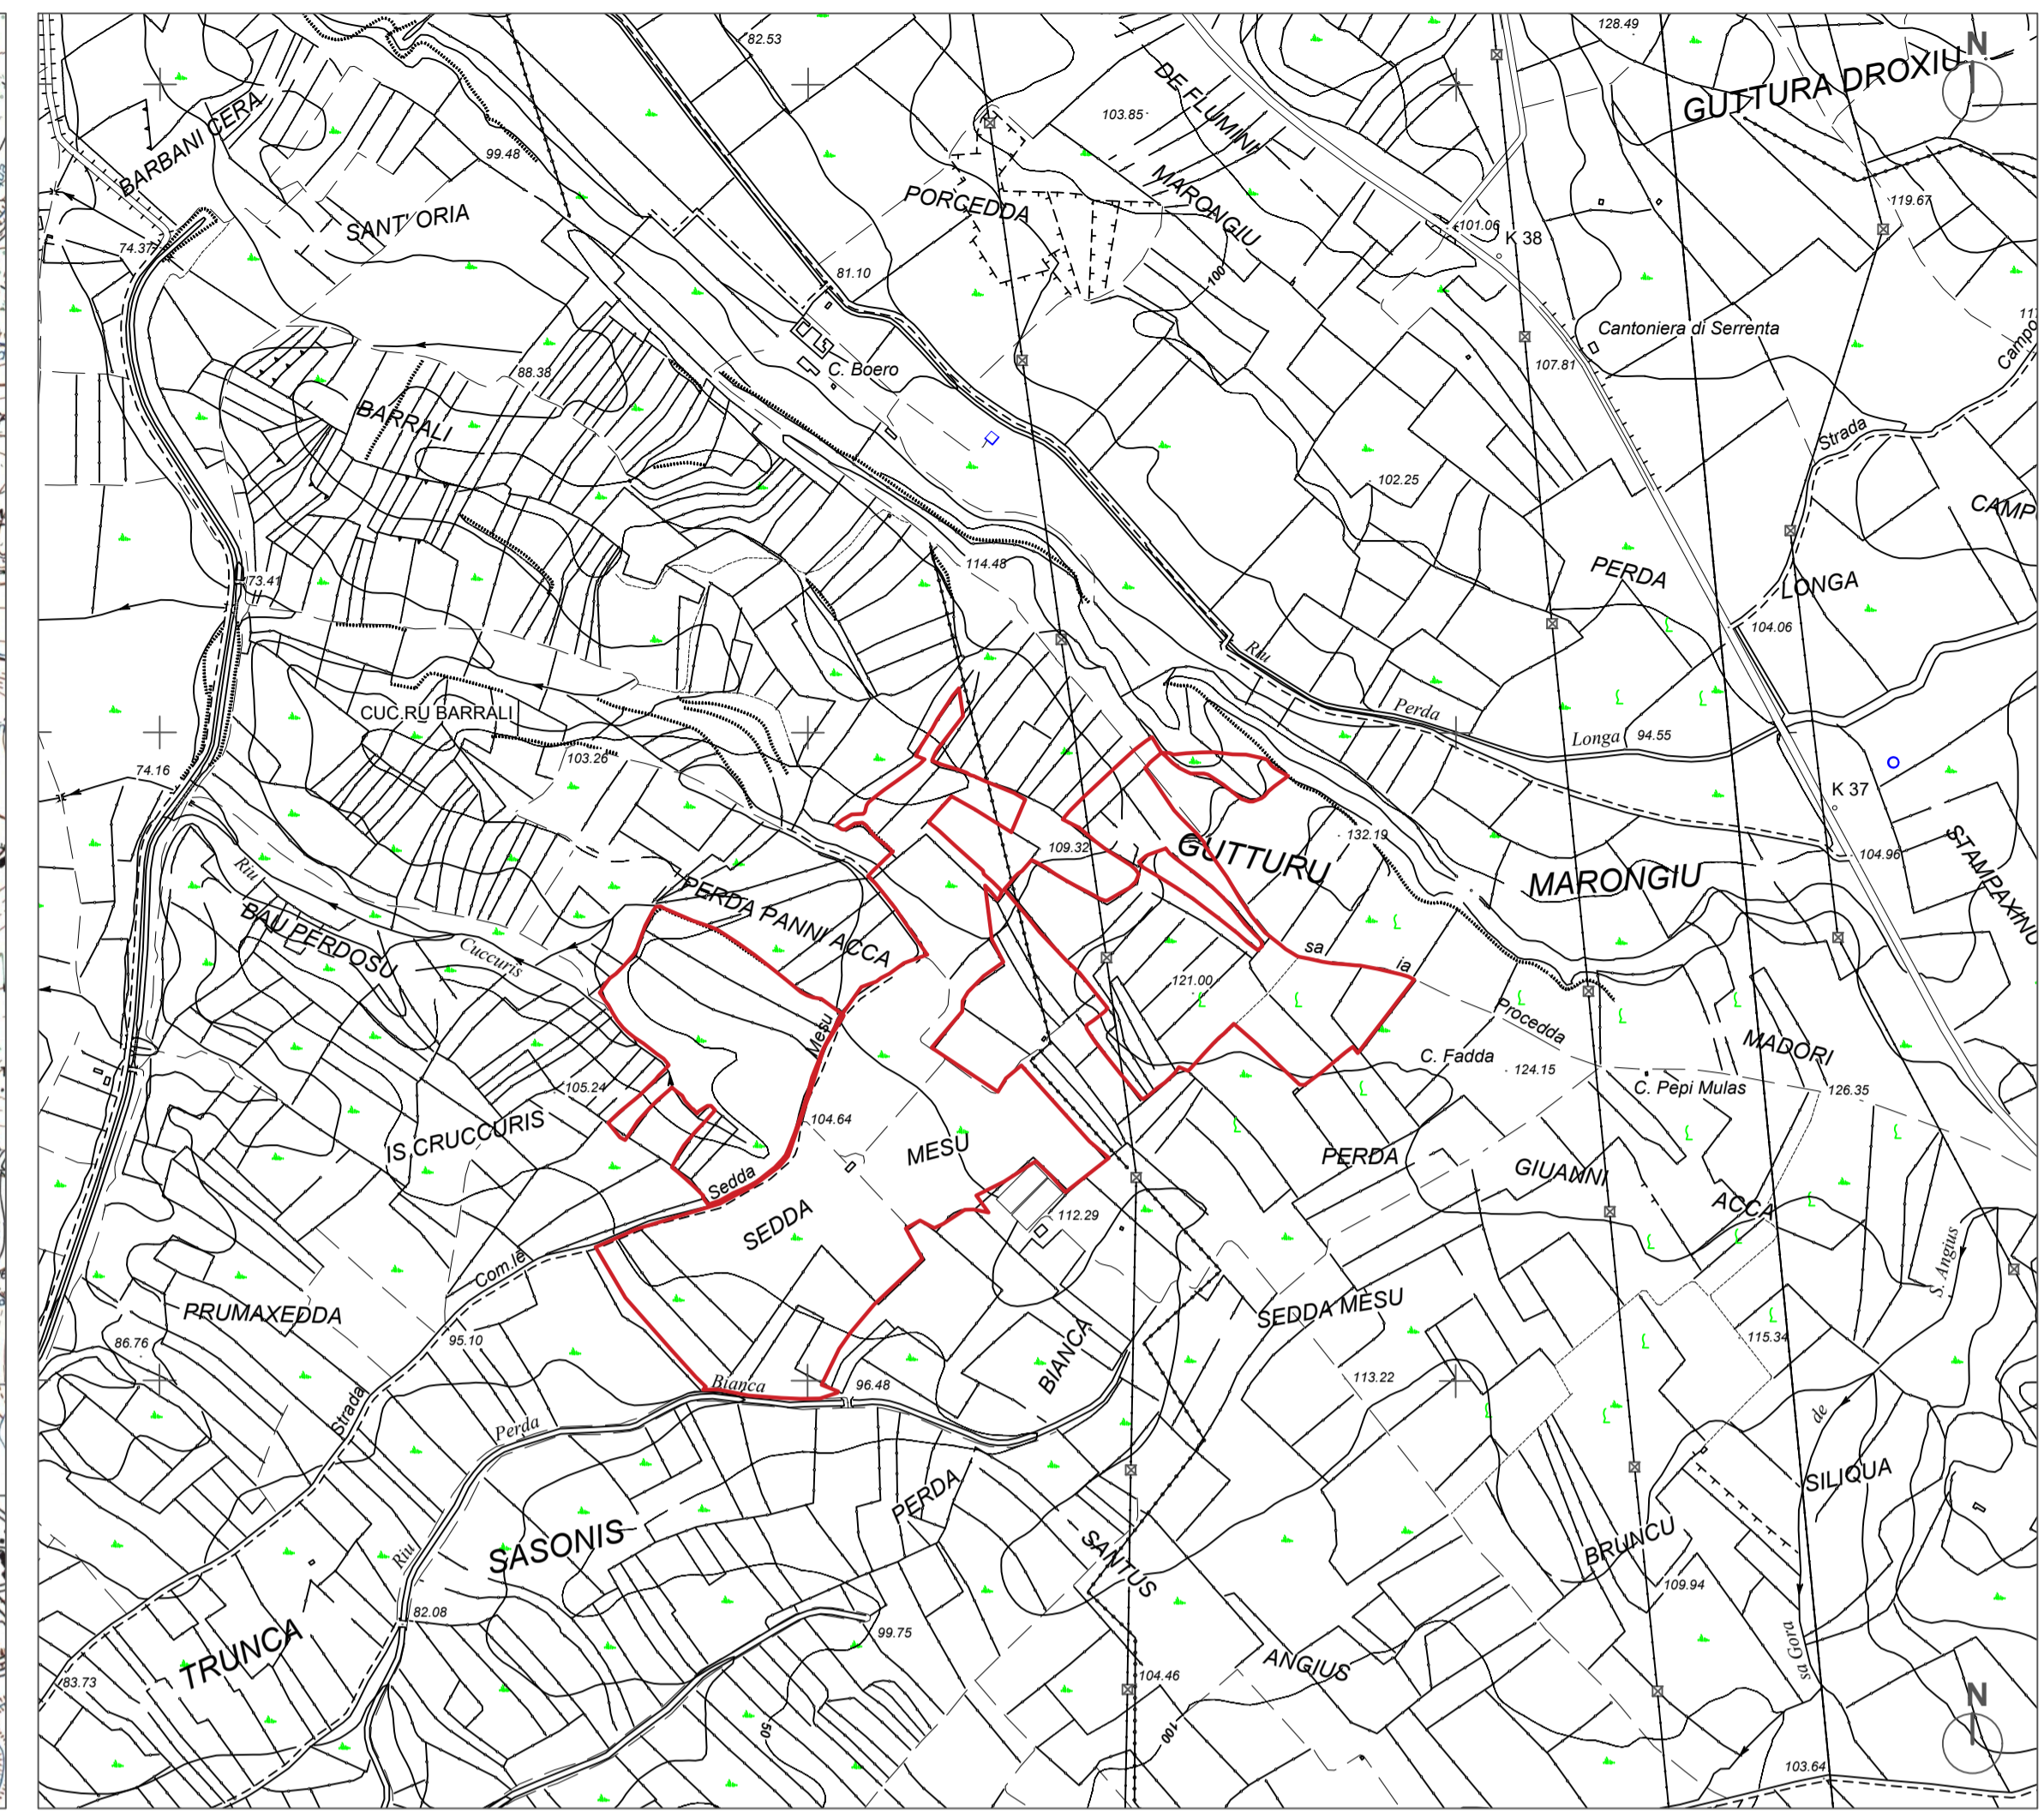 82.53
128.49
N
GUTTURA DROXIU
DE FLUMINI
BARBANI CERA
103.85
99.48
PORCEDDA
MARONGIU
119.67
SANT'ORIA
101.06
K 38
74.37
81.10
100
Cantoniera di Serrenta
Campo
107.81
88.38
C. Boero
BARRALI
Strada
102.25
CAMP
114.48
73.41
PERDA
LONGA
104.06
Riu
Perda
CUC.RU BARRALI
Longa
94.55
103.26
74.16
K 37
132.19
109.32
GUTTURU
MARONGIU
104.96
STAMPAXINU
Riu
PERDA PANNI ACCA
BAU PERDOSU
Cuccuris
sa
ia
121.00
Procedda
Mesu
MADORI
C. Fadda
124.15
105.24
C. Pepi Mulas
126.35
104.64
IS CRUCCURIS
MESU
PERDA
GIUANNI
ACCA
Sedda
SEDDA
112.29
S. Angius
Com.le
PRUMAXEDDA
SEDDA MESU
86.76
95.10
115.34
BIANCA
113.22
Bianca
96.48
Strada
Perda
de
SILIQUA
PERDA
SASONIS
Riu
SANTUS
BRUNCU
109.94
82.08
99.75
TRUNCA
sa Gora
ANGIUS
104.46
83.73
N
50
100
103.64